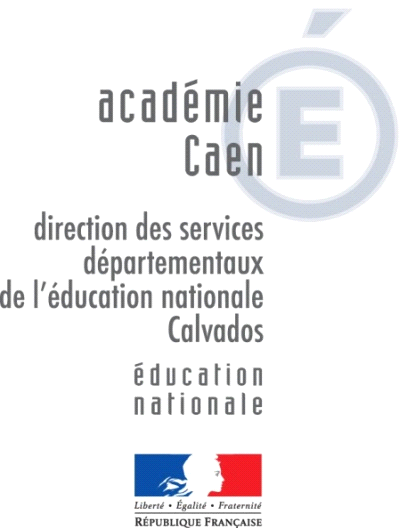 académie
Caen
É
direction des services
départementaux
de l'éducation nationale
Calvados
éducation
nationale
Liberté • Égalité • Fraternité
RÉPUBLIQUE FRANÇAISE